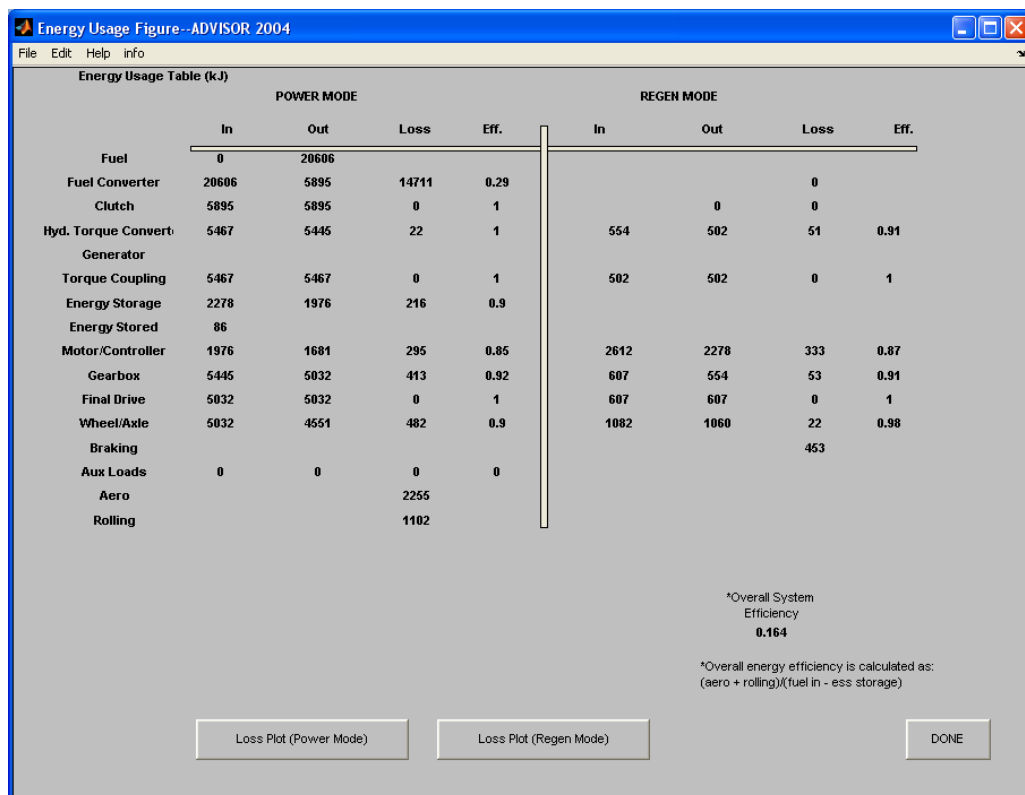 Energy Usage Figure--ADVISOR 2004
File Edit Help info
Energy Usage Table (kJ)
POWER MODE REGEN MODE
In Out Loss Eff. In Out Loss Eff.
Fuel 0 20606
Fuel Converter 20606 5895 14711 0.29 0
Clutch 5895 5895 0 1 0 0
Hyd. Torque Convert 5467 5445 22 1 554 502 51 0.91
Generator
Torque Coupling 5467 5467 0 1 502 502 0 1
Energy Storage 2278 1976 216 0.9
Energy Stored 86
Motor/Controller 1976 1681 295 0.85 2612 2278 333 0.87
Gearbox 5445 5032 413 0.92 607 554 53 0.91
Final Drive 5032 5032 0 1 607 607 0 1
Wheel/Axle 5032 4551 482 0.9 1082 1060 22 0.98
Braking 453
Aux Loads 0 0 0 0
Aero 2255
Rolling 1102
*Overall System
Efficiency
0.164
*Overall energy efficiency is calculated as:
(aero + rolling)/(fuel in - ess storage)
Loss Plot (Power Mode) Loss Plot (Regen Mode) DONE